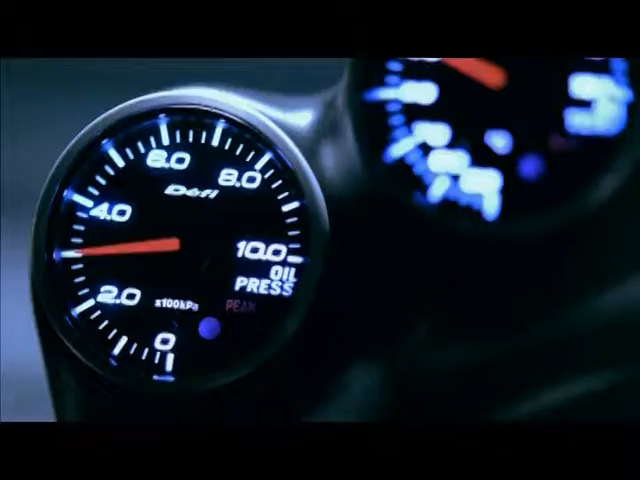 6.0
8.0
Defi
4.0
10.0
OIL
PRESS
2.0
x100kPa
PEAK
0